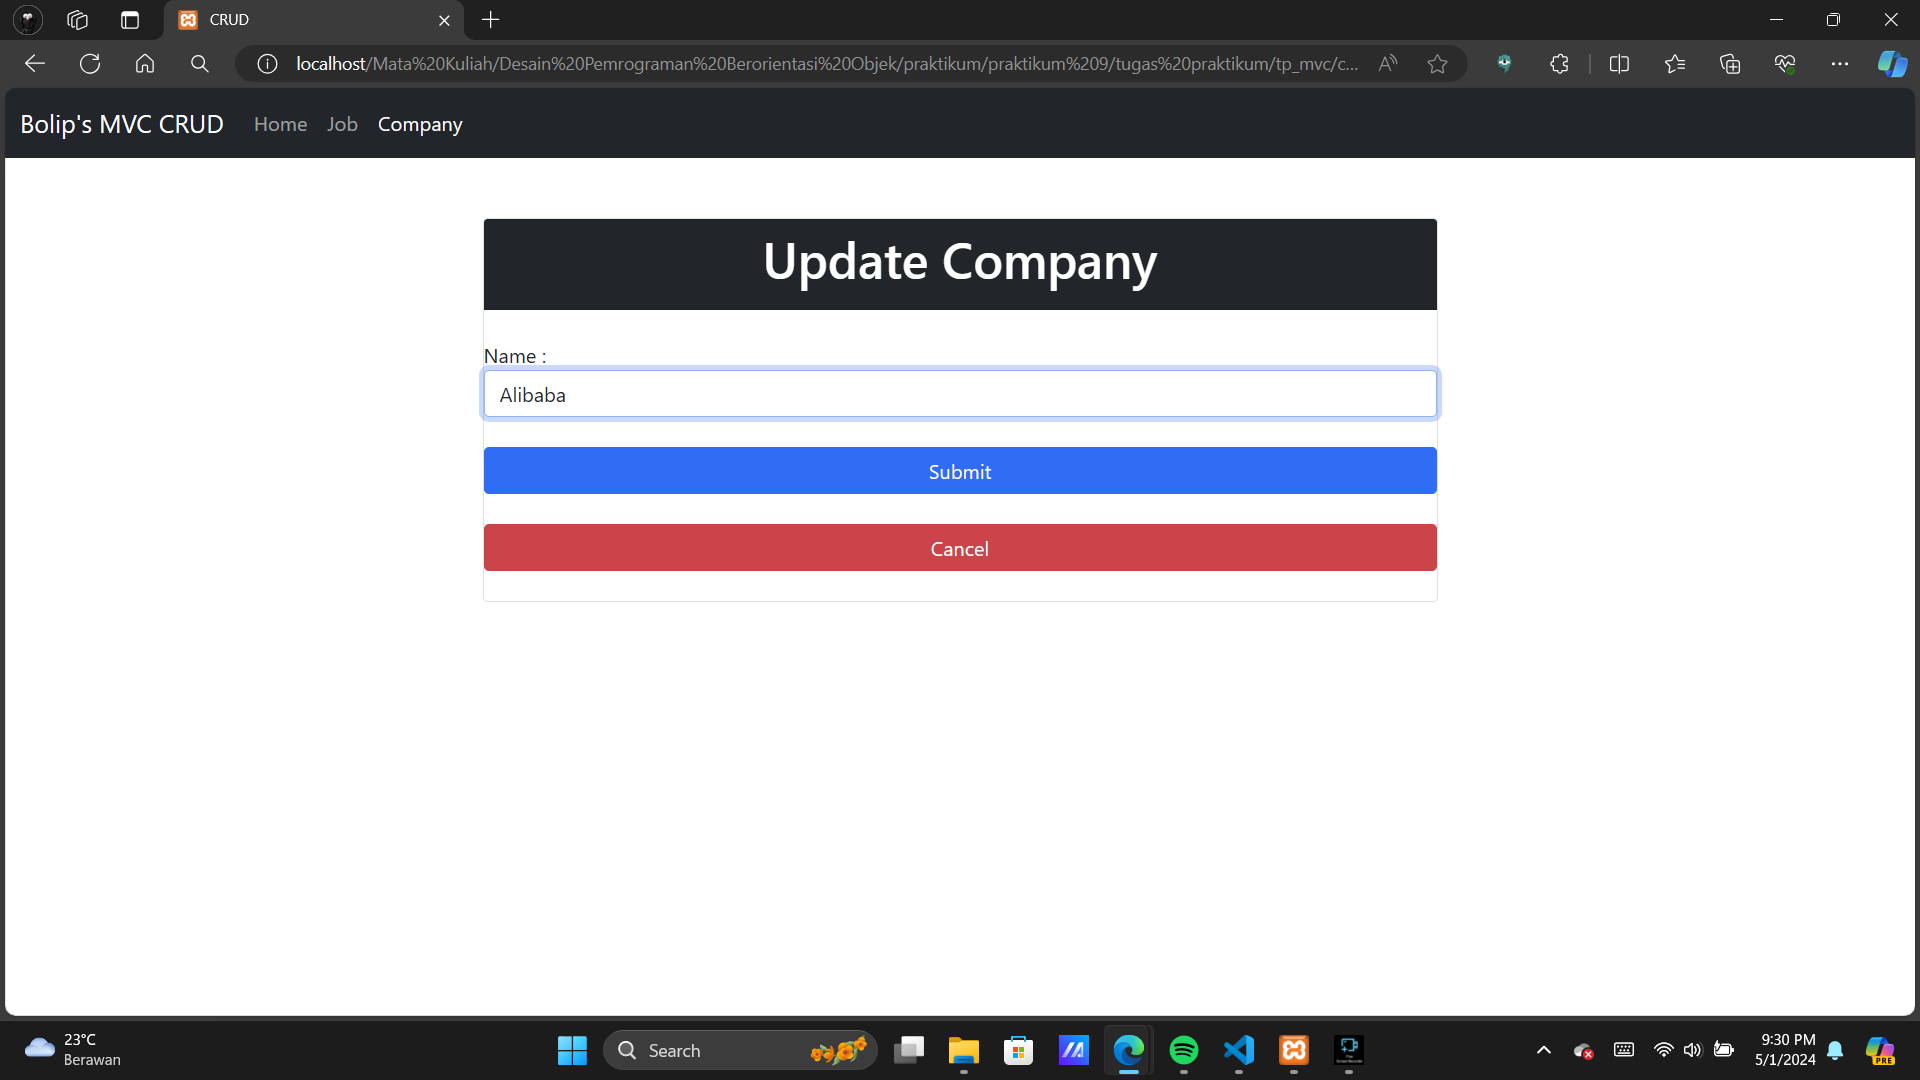 CRUD
localhost/Mata%20Kuliah/Desain%20Pemrograman%20Berorientasi%20Objek/praktikum/praktikum%209/tugas%20praktikum/tp_mvc/c...
Bolip's MVC CRUD Home Job Company
Update Company
Name :
Alibaba
Submit
Cancel
23°C
Berawan
Search
9:30 PM
5/1/2024
PRE